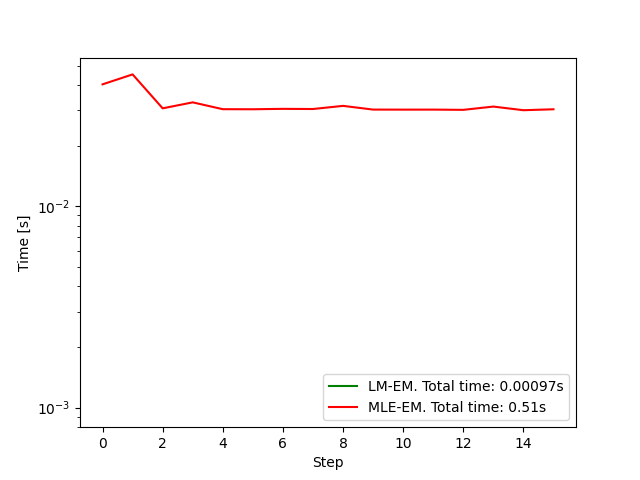 Time [s]
10⁻²
10⁻³
LM-EM. Total time: 0.00097s
MLE-EM. Total time: 0.51s
0 2 4 6 8 10 12 14
Step